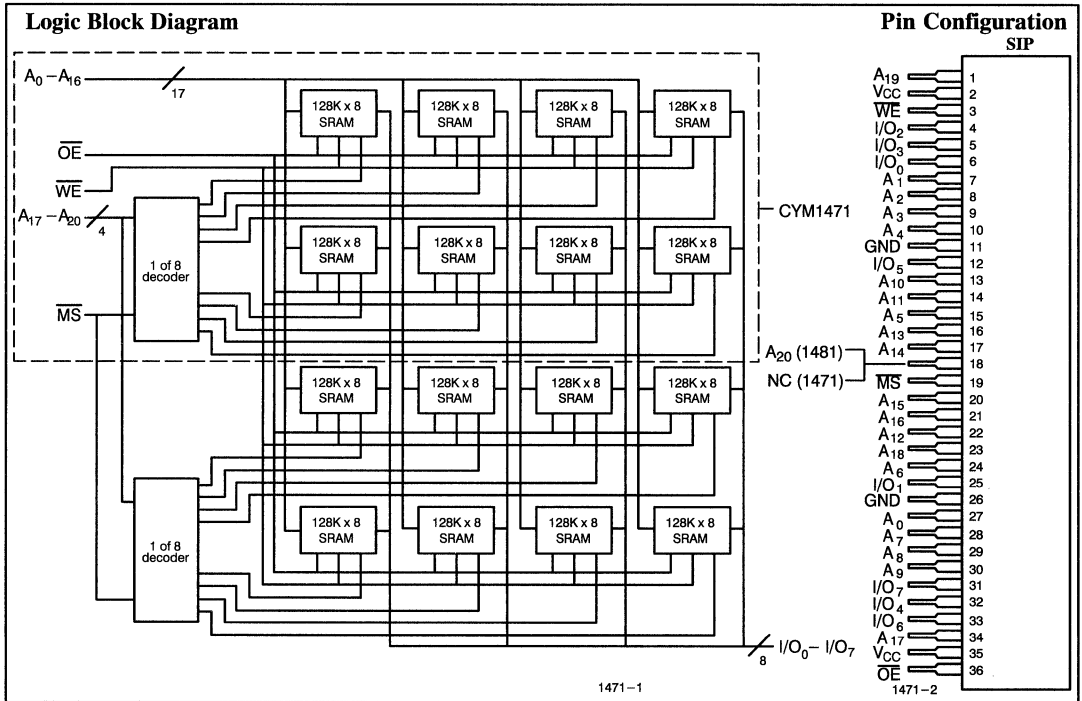 Logic Block Diagram
A0 –A16
17
OE
WE
A17 –A20
4
MS
1 of 8
decoder
1 of 8
decoder
128K x 8
SRAM
128K x 8
SRAM
128K x 8
SRAM
128K x 8
SRAM
128K x 8
SRAM
128K x 8
SRAM
128K x 8
SRAM
128K x 8
SRAM
128K x 8
SRAM
128K x 8
SRAM
128K x 8
SRAM
128K x 8
SRAM
128K x 8
SRAM
128K x 8
SRAM
128K x 8
SRAM
128K x 8
SRAM
CYM1471
8
I/O0– I/O7
1471–1
Pin Configuration
SIP
A19 1
VCC 2
WE 3
I/O2 4
I/O3 5
I/O0 6
A1 7
A2 8
A3 9
A4 10
GND 11
I/O5 12
A10 13
A11 14
A5 15
A13 16
A14 17
A20 (1481)
NC (1471)
18
MS 19
A15 20
A16 21
A12 22
A18 23
A6 24
I/O1 25
GND 26
A0 27
A7 28
A8 29
A9 30
I/O7 31
I/O4 32
I/O6 33
A17 34
VCC 35
OE 36
1471–2